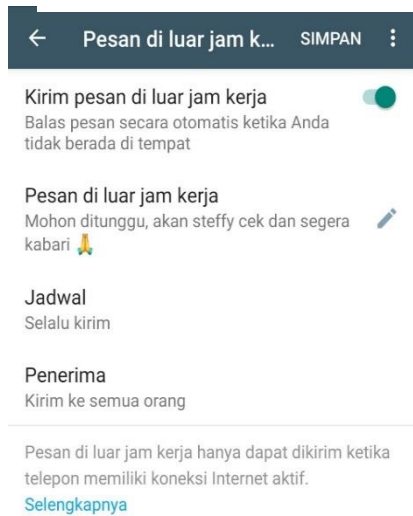 Pesan di luar jam k... SIMPAN
Kirim pesan di luar jam kerja
Balas pesan secara otomatis ketika Anda
tidak berada di tempat
Pesan di luar jam kerja
Mohon ditunggu, akan steffy cek dan segera
kabari 🙏
Jadwal
Selalu kirim
Penerima
Kirim ke semua orang
Pesan di luar jam kerja hanya dapat dikirim ketika
telepon memiliki koneksi Internet aktif.
Selengkapnya